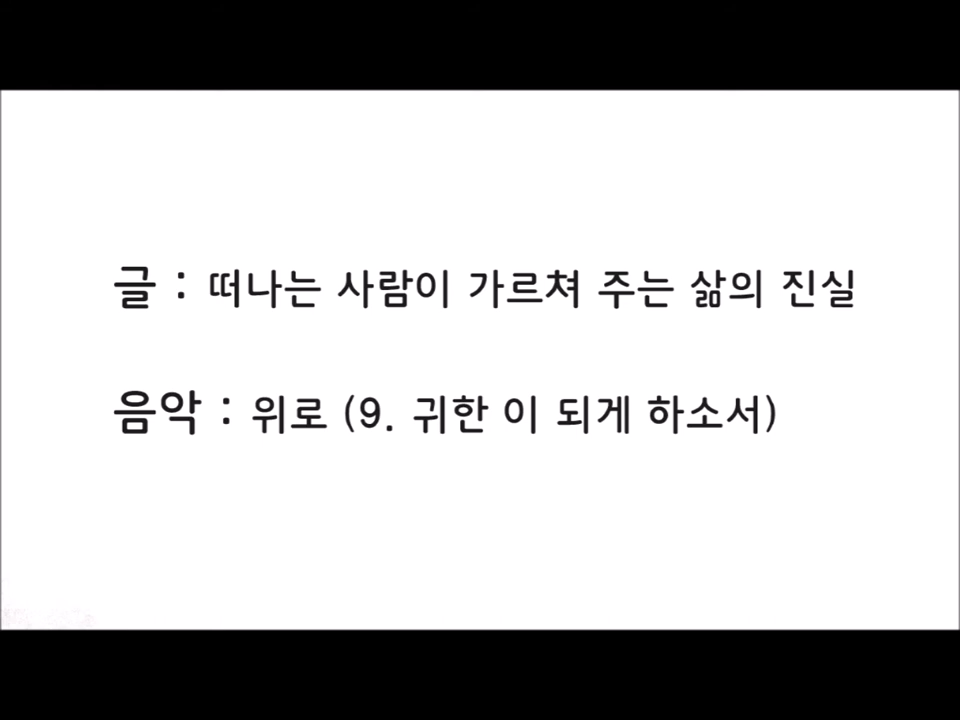 글 : 떠나는 사람이 가르쳐 주는 삶의 진실
음악 : 위로 (9. 귀한 이 되게 하소서)